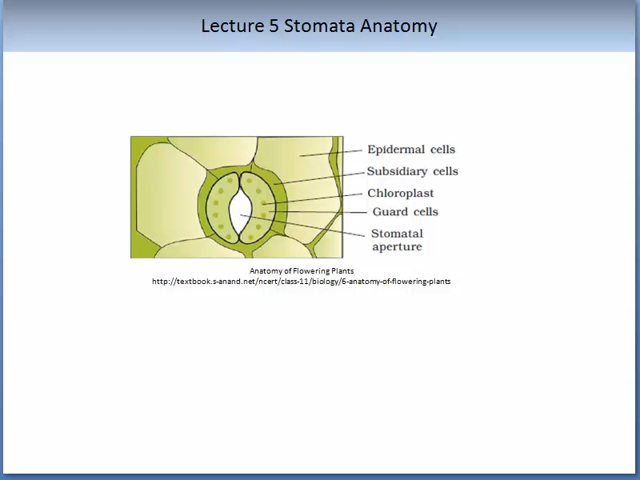 Lecture 5 Stomata Anatomy
Epidermal cells
Subsidiary cells
Chloroplast
Guard cells
Stomatal
aperture
Anatomy of Flowering Plants
http://textbook.s-anand.net/ncert/class-11/biology/6-anatomy-of-flowering-plants